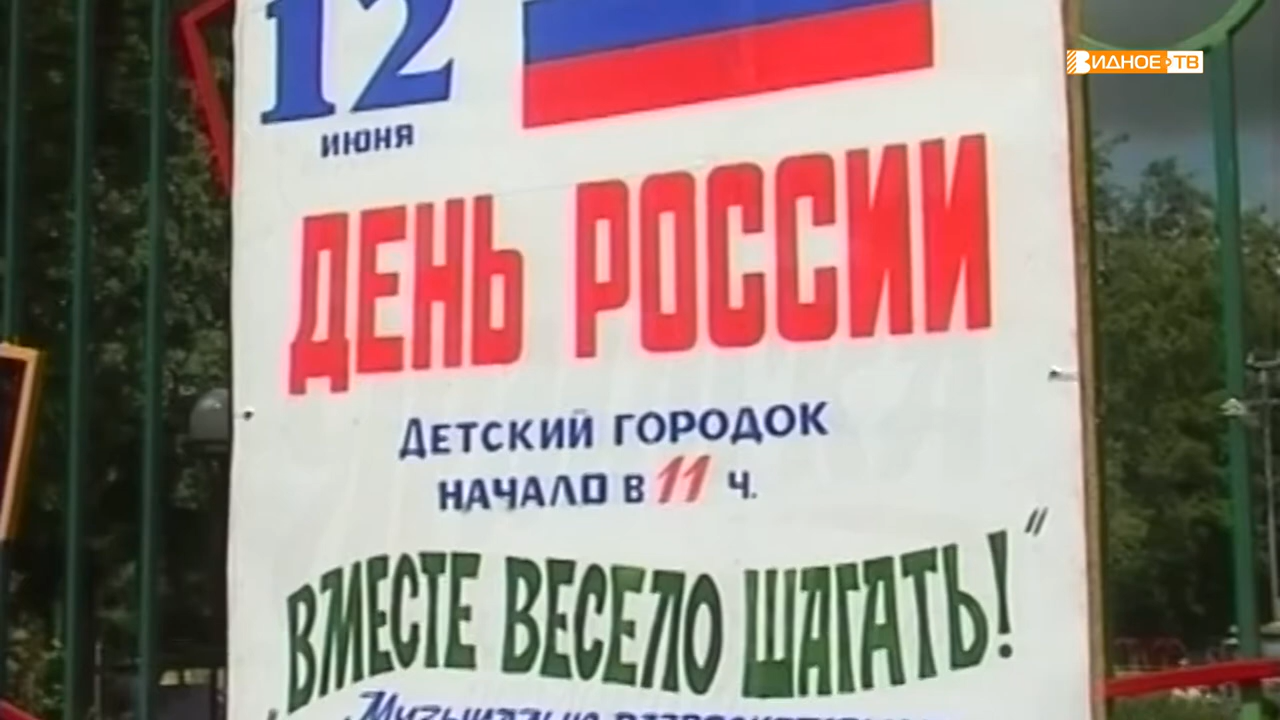 12
ИЮНЯ
ВИДНОЕ ТВ
ДЕНЬ РОССИИ
ДЕТСКИЙ ГОРОДОК
НАЧАЛО В 11 Ч.
"ВМЕСТЕ ВЕСЕЛО ШАГАТЬ!"